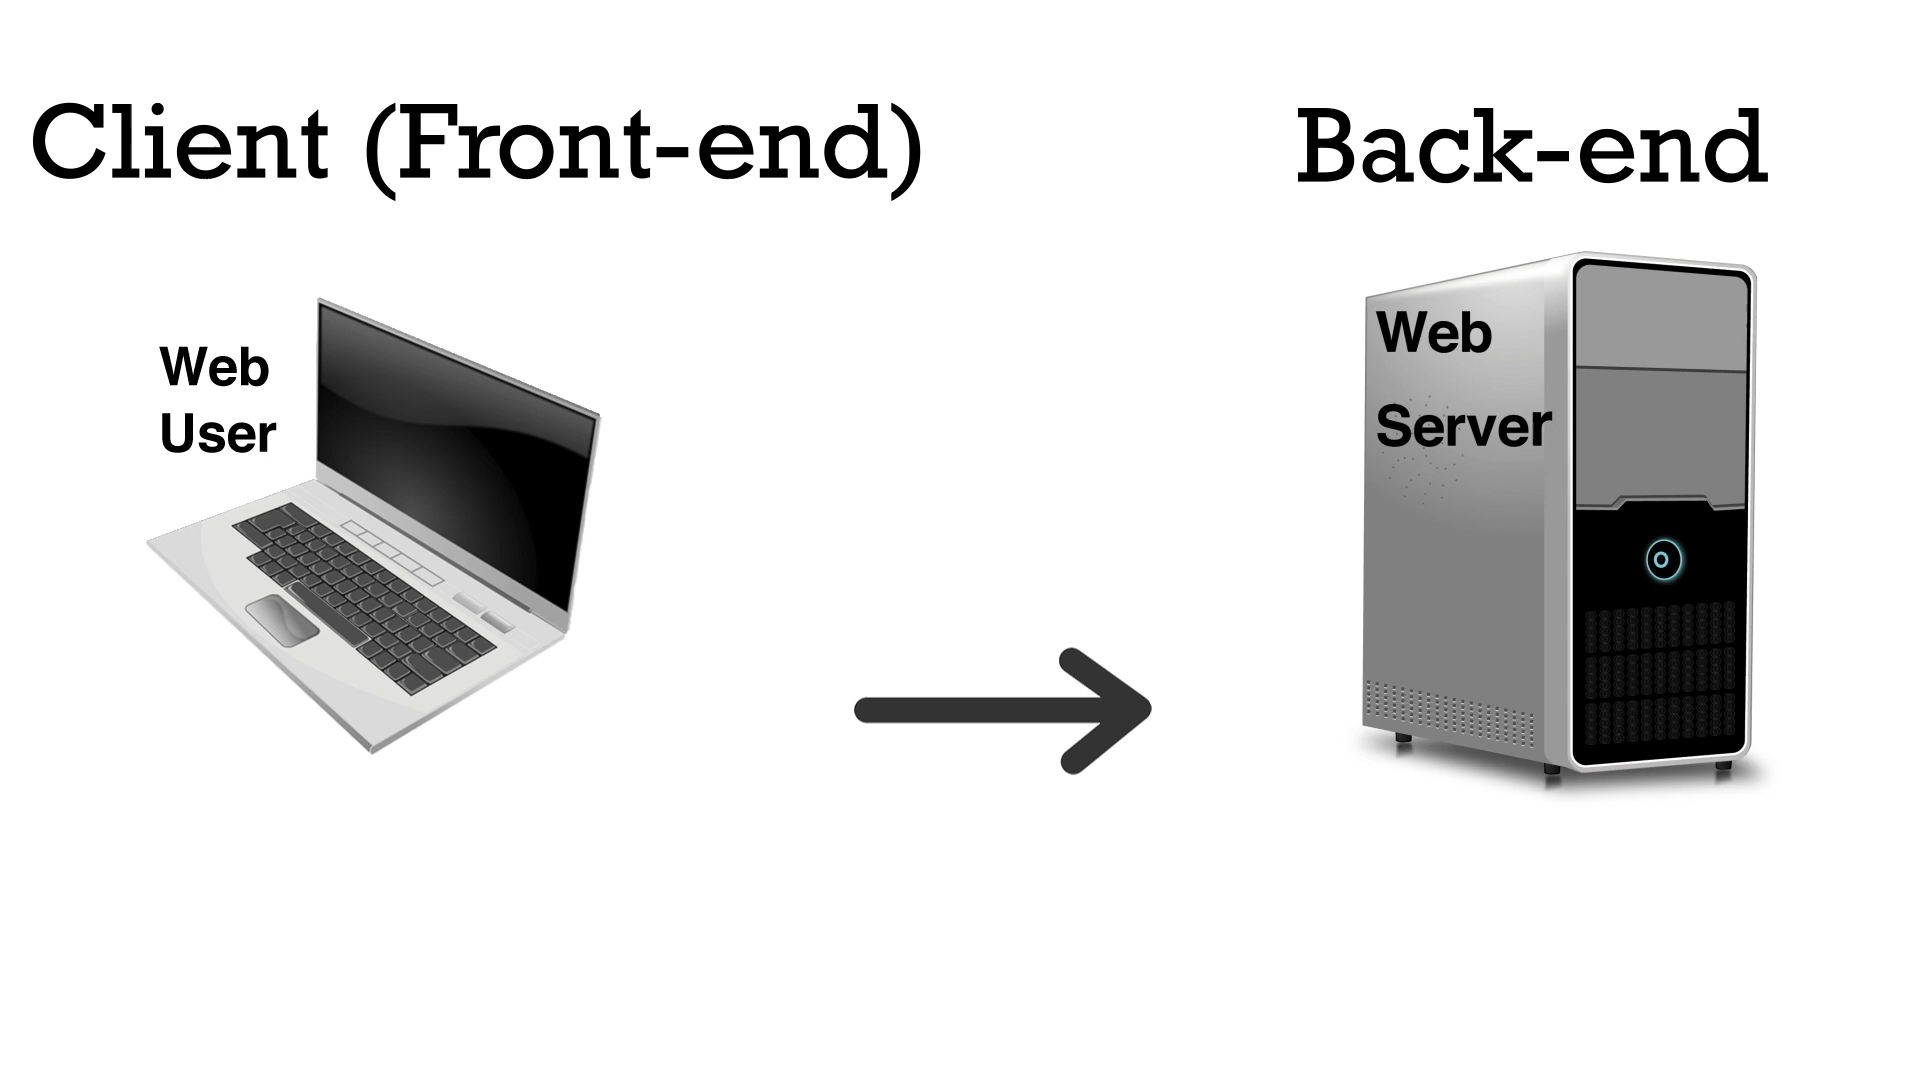 Client (Front-end)
Back-end
Web
User
Web
Server